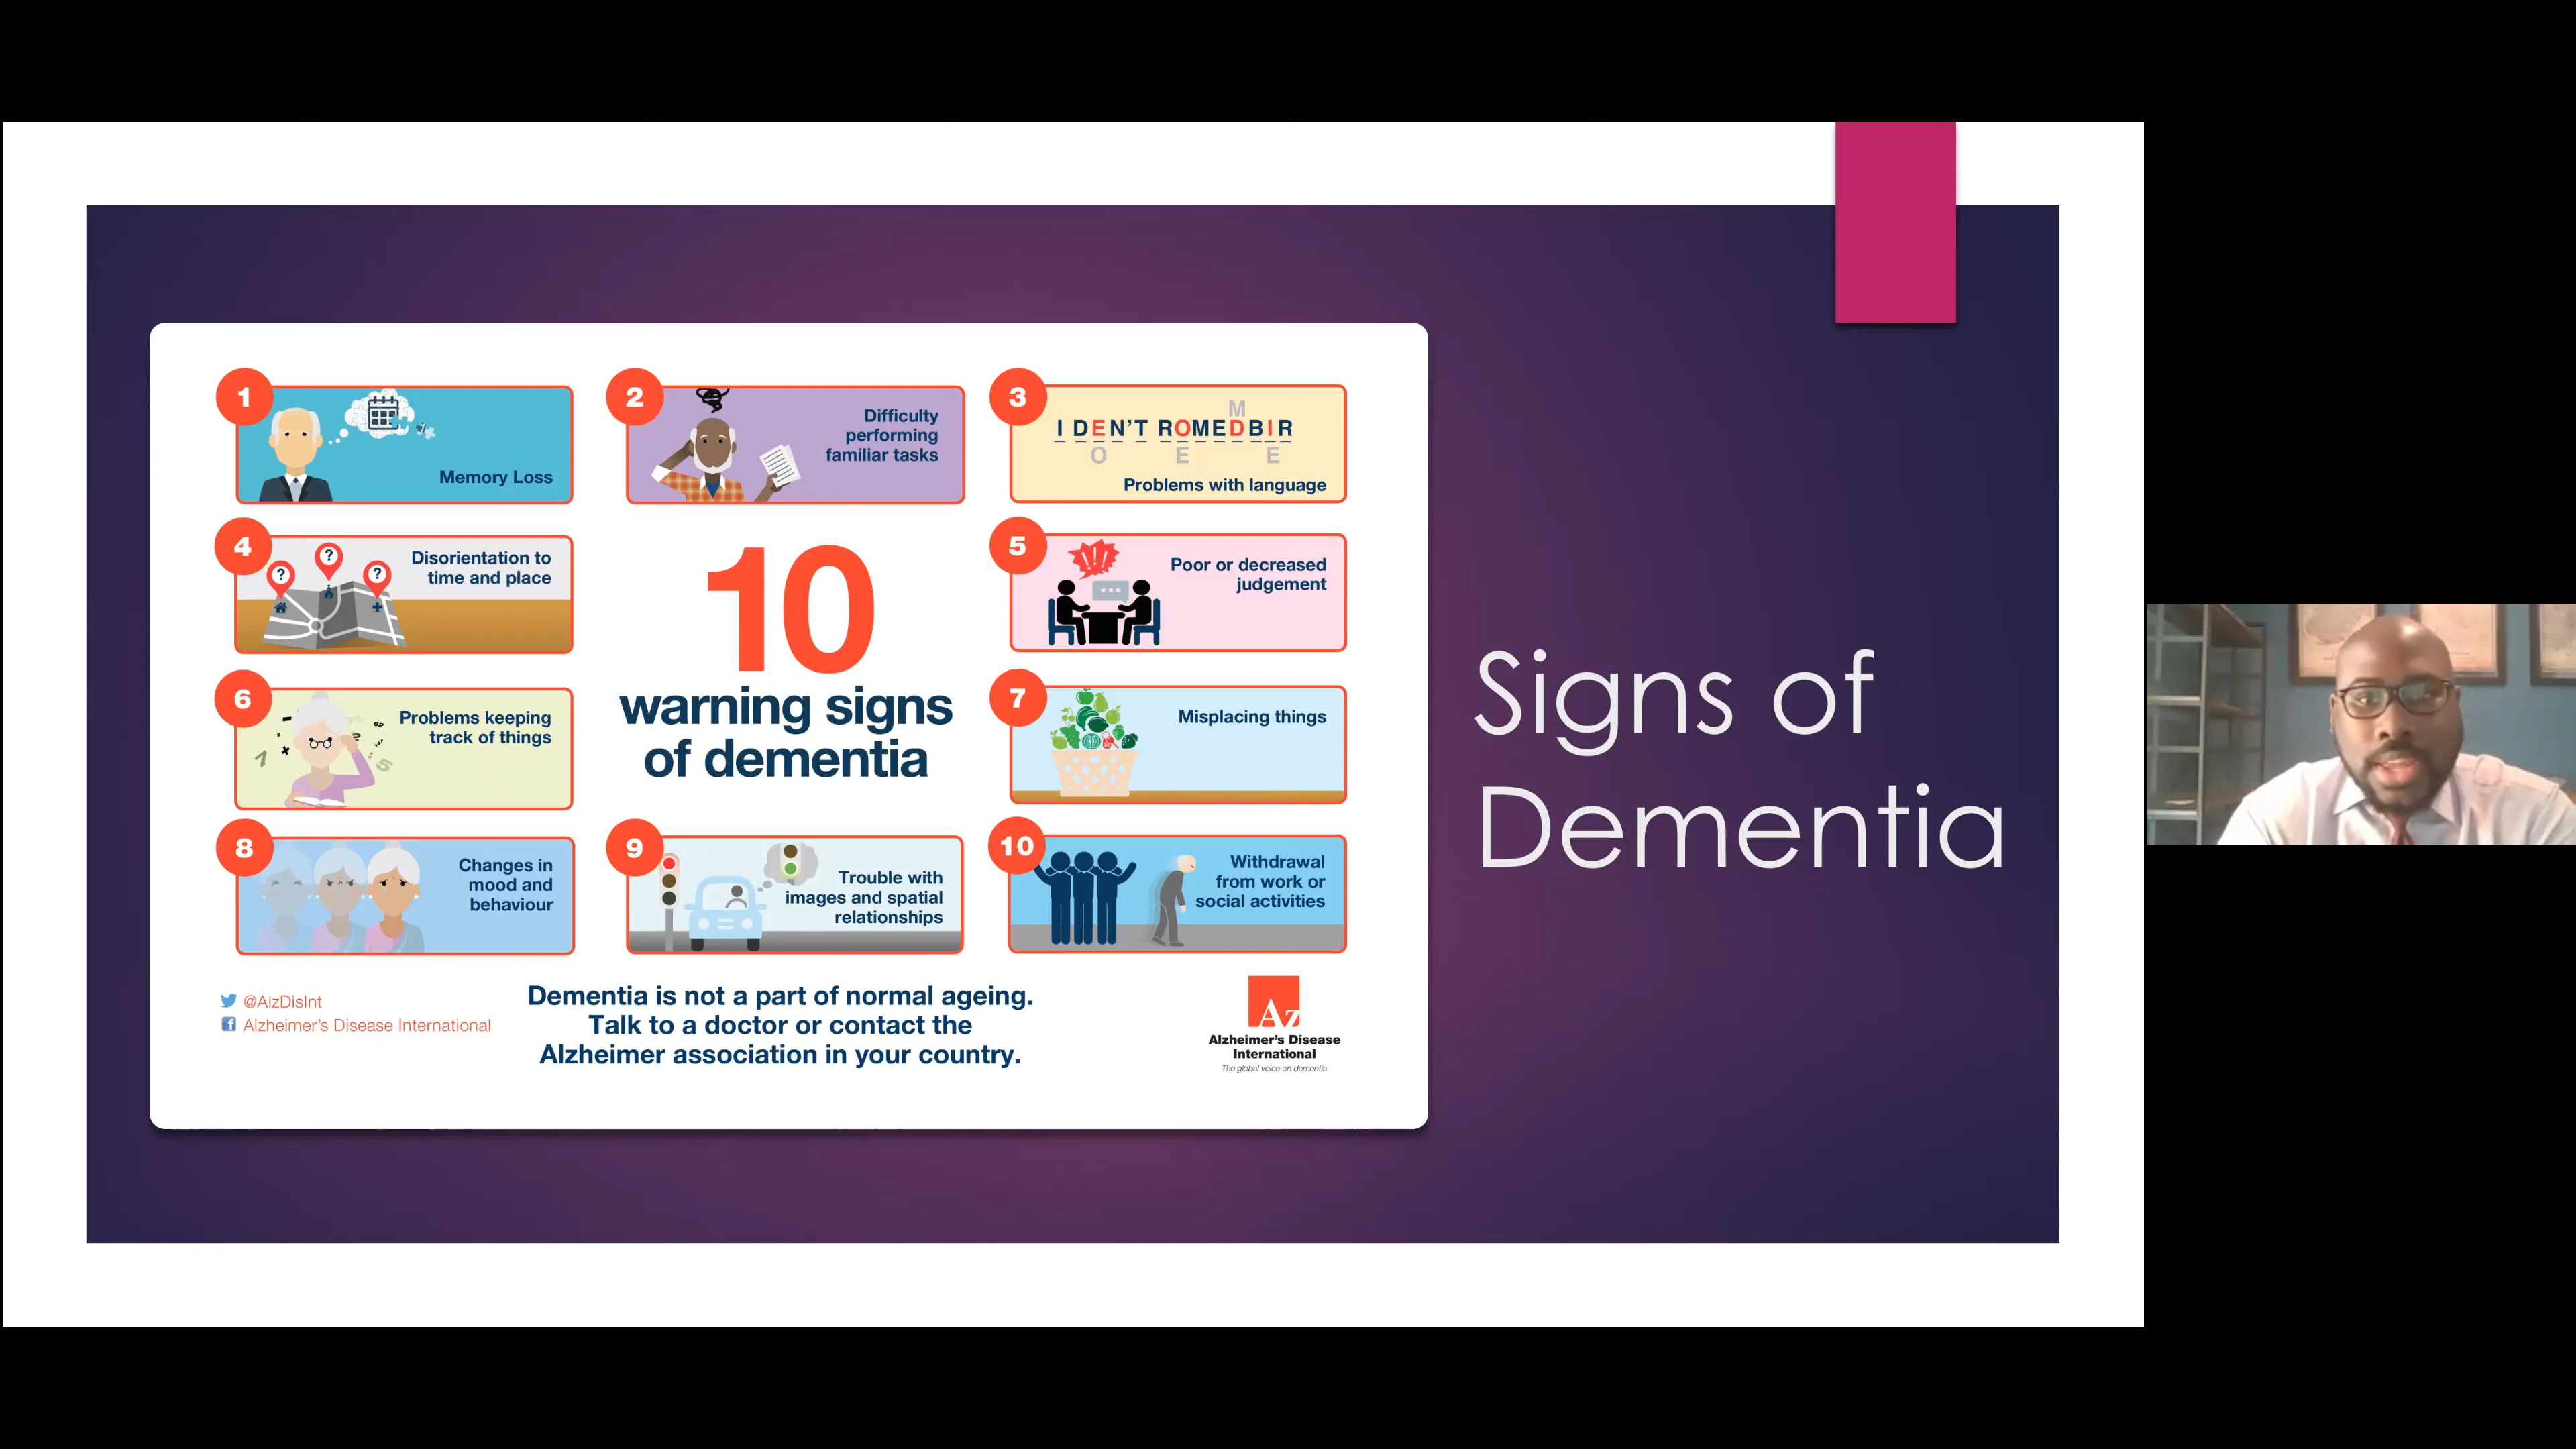 1
Memory Loss
2
Difficulty
performing
familiar tasks
3
M
I DEN'T ROMEDBIR
O E E
Problems with language
4
? ? ?
Disorientation to
time and place
10
warning signs
of dementia
5
!!!
...
Poor or decreased
judgement
6
Problems keeping
track of things
7
Misplacing things
8
Changes in
mood and
behaviour
9
Trouble with
images and spatial
relationships
10
Withdrawal
from work or
social activities
@AlzDisInt
Alzheimer's Disease International
Dementia is not a part of normal ageing.
Talk to a doctor or contact the
Alzheimer association in your country.
Az
Alzheimer's Disease
International
The global voice on dementia
Signs of
Dementia